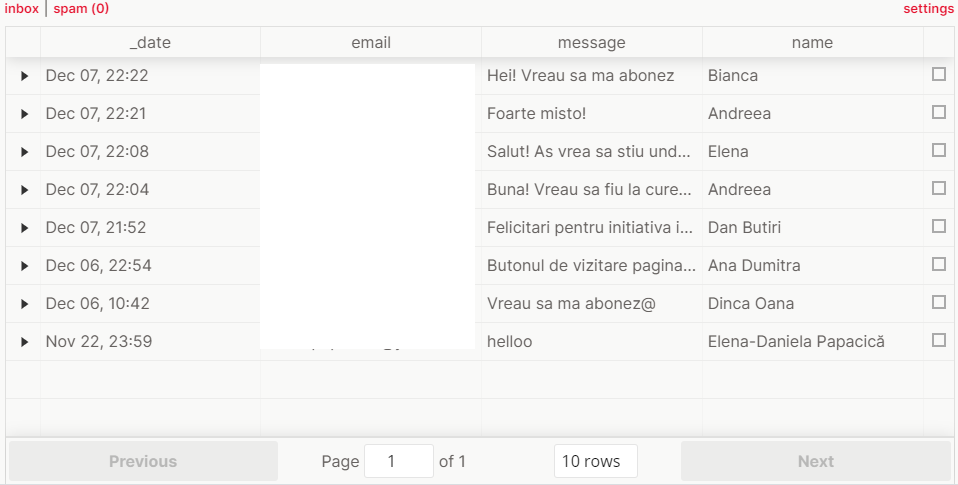 inbox | spam (0) settings
_date email message name
Dec 07, 22:22 Hei! Vreau sa ma abonez Bianca
Dec 07, 22:21 Foarte misto! Andreea
Dec 07, 22:08 Salut! As vrea sa stiu und... Elena
Dec 07, 22:04 Buna! Vreau sa fiu la cure... Andreea
Dec 07, 21:52 Felicitari pentru initiativa i... Dan Butiri
Dec 06, 22:54 Butonul de vizitare pagina... Ana Dumitra
Dec 06, 10:42 Vreau sa ma abonez@ Dinca Oana
Nov 22, 23:59 helloo Elena-Daniela Papacică
Previous Page 1 of 1 10 rows Next